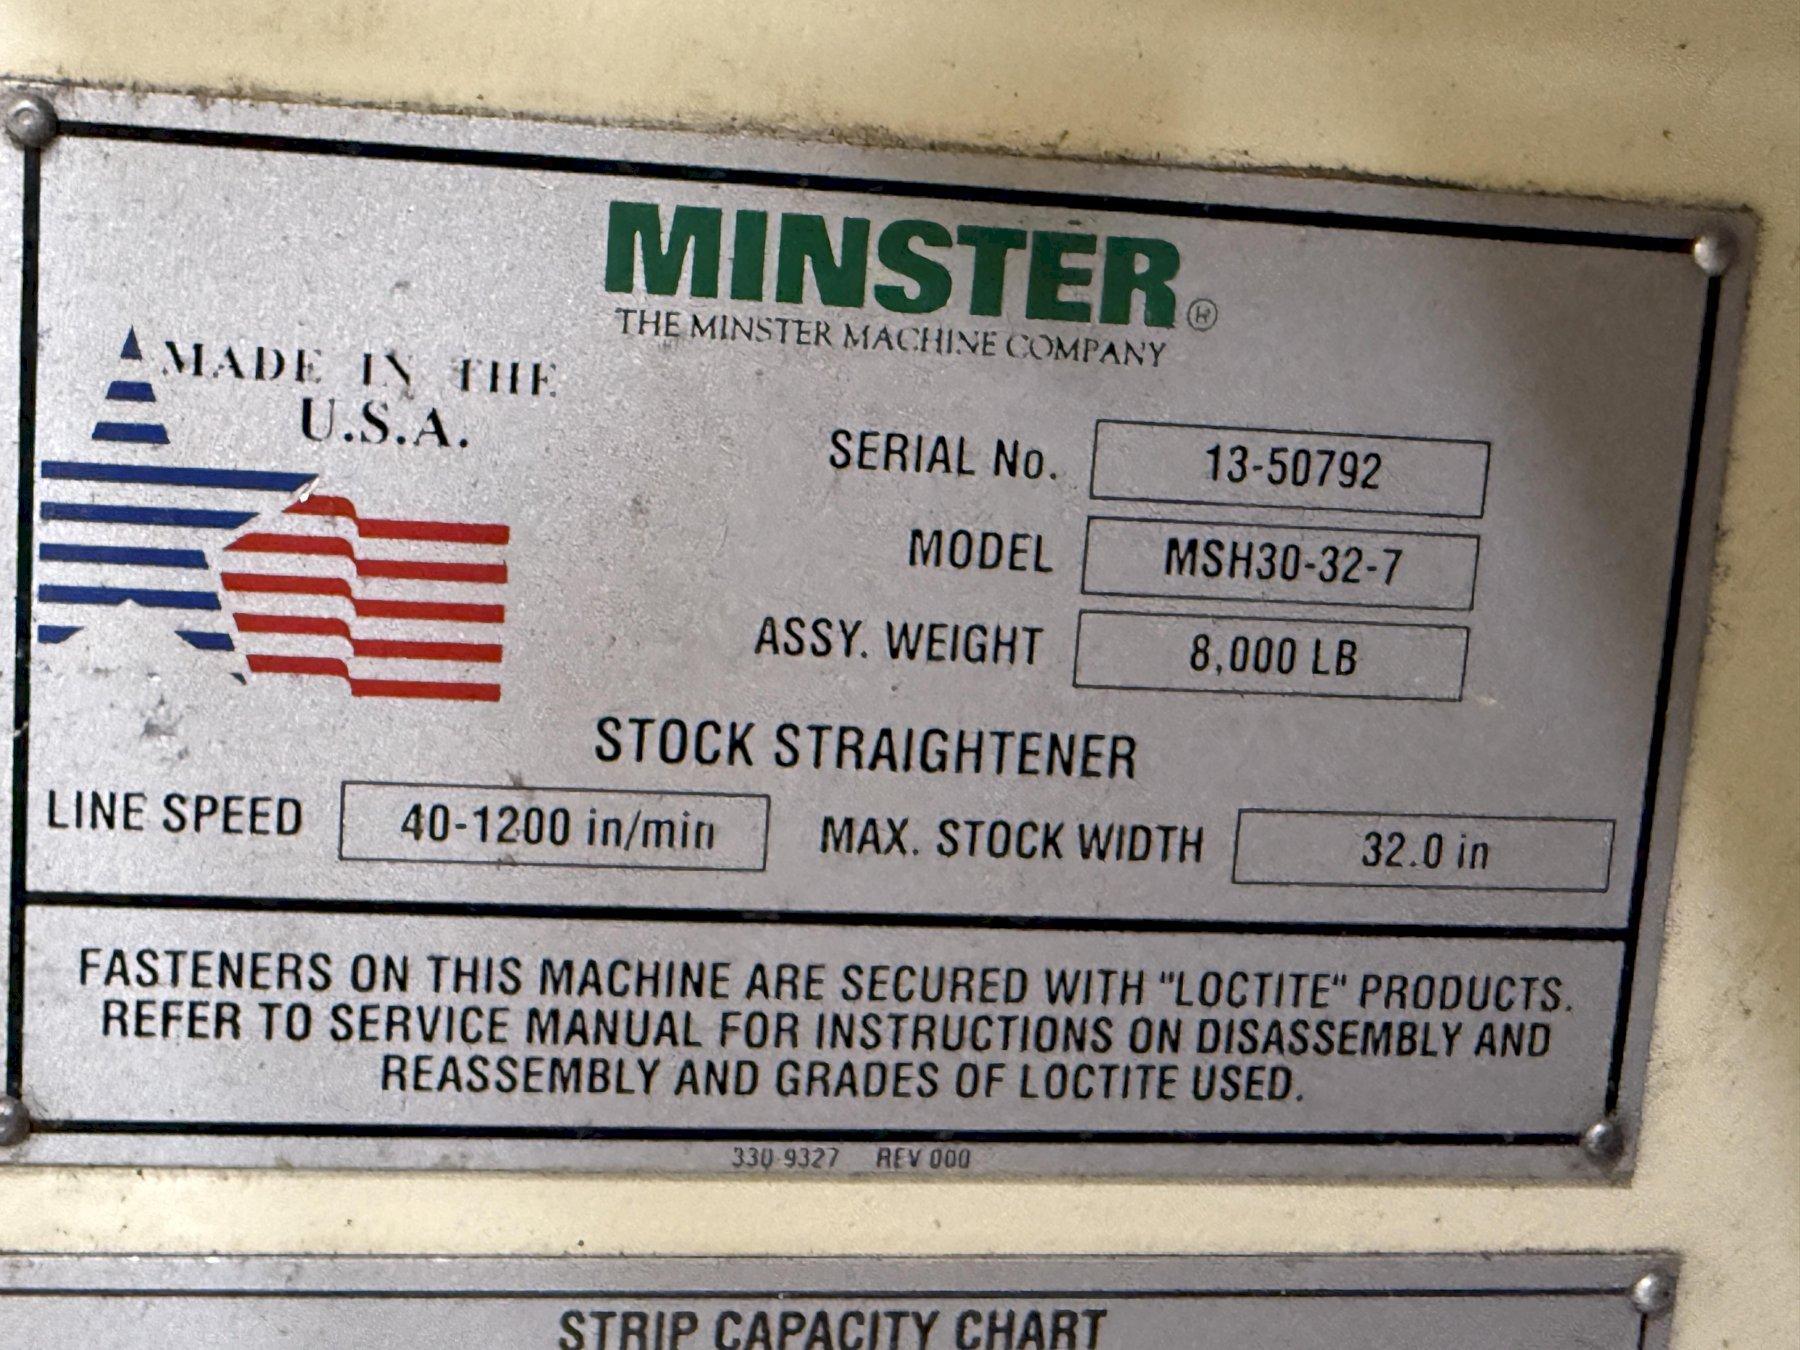 MINSTER®
THE MINSTER MACHINE COMPANY
MADE IN THE
U.S.A.
SERIAL No. 13-50792
MODEL MSH30-32-7
ASSY. WEIGHT 8,000 LB
STOCK STRAIGHTENER
LINE SPEED 40-1200 in/min MAX. STOCK WIDTH 32.0 in
FASTENERS ON THIS MACHINE ARE SECURED WITH "LOCTITE" PRODUCTS.
REFER TO SERVICE MANUAL FOR INSTRUCTIONS ON DISASSEMBLY AND
REASSEMBLY AND GRADES OF LOCTITE USED.
330-9327 REV 000
STRIP CAPACITY CHART